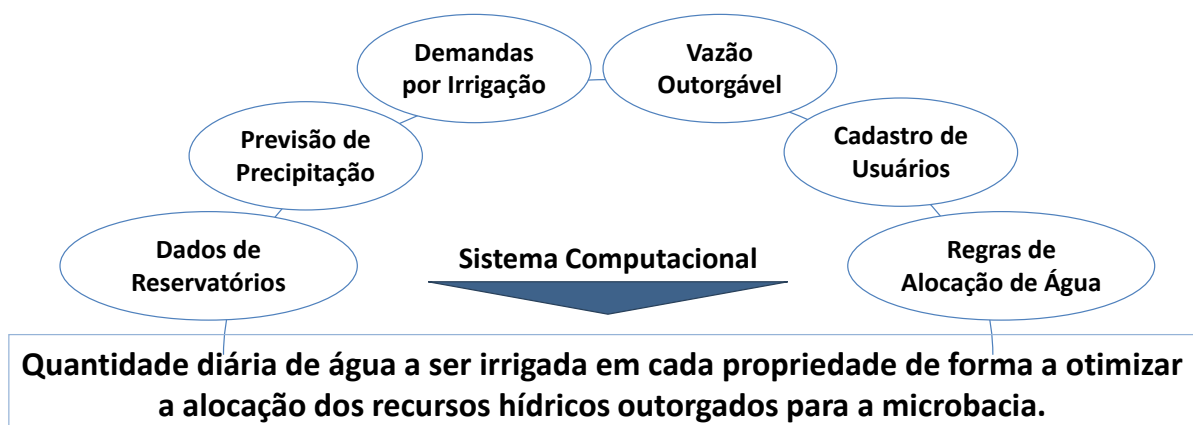 Demandas
por Irrigação
Vazão
Outorgável
Previsão de
Precipitação
Cadastro de
Usuários
Dados de
Reservatórios
Sistema Computacional
Regras de
Alocação de Água
Quantidade diária de água a ser irrigada em cada propriedade de forma a otimizar
a alocação dos recursos hídricos outorgados para a microbacia.